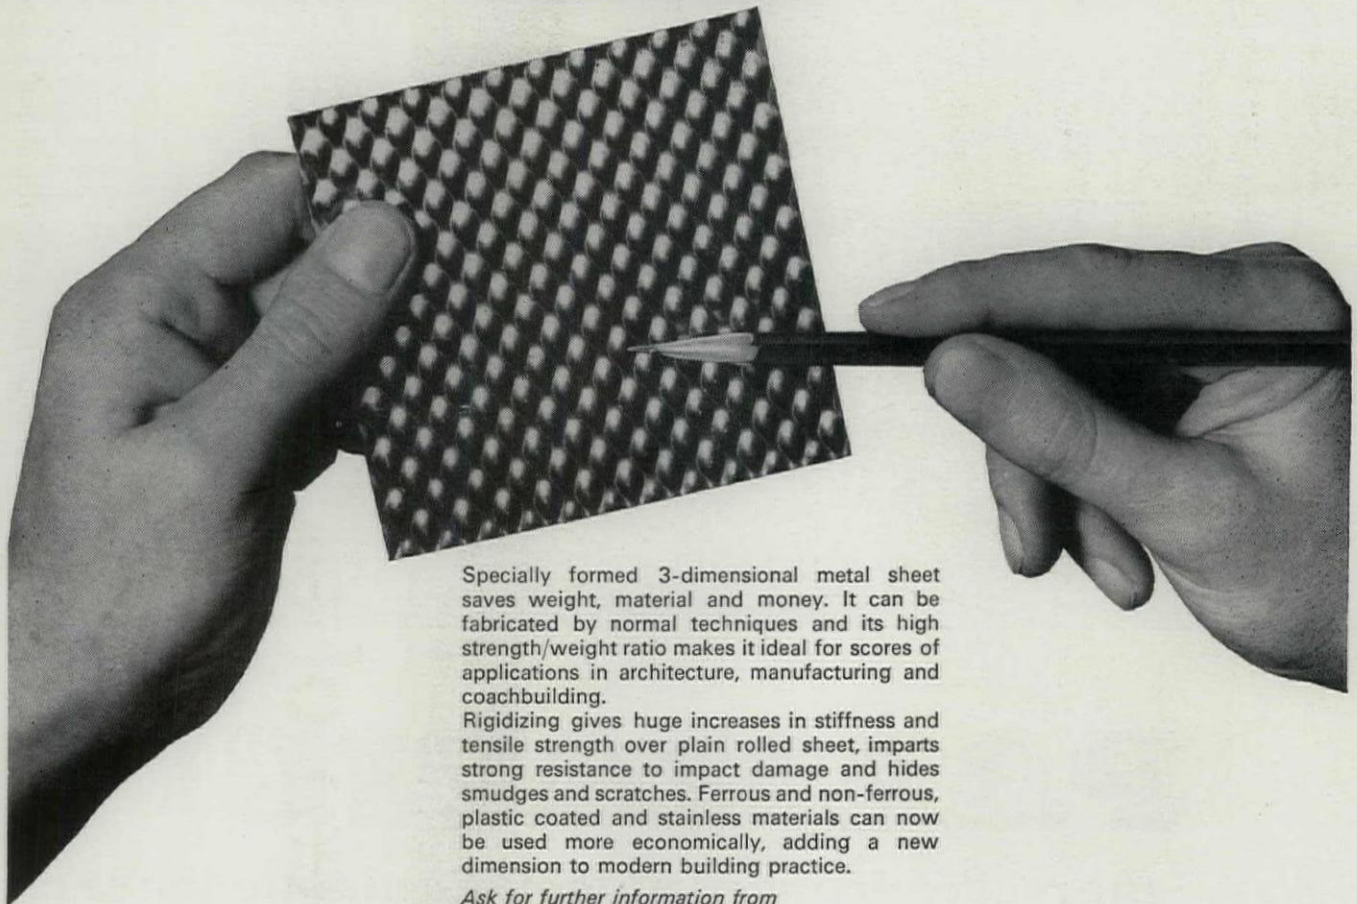 Specially formed 3-dimensional metal sheet
saves weight, material and money. It can be
fabricated by normal techniques and its high
strength/weight ratio makes it ideal for scores of
applications in architecture, manufacturing and
coachbuilding.
Rigidizing gives huge increases in stiffness and
tensile strength over plain rolled sheet, imparts
strong resistance to impact damage and hides
smudges and scratches. Ferrous and non-ferrous,
plastic coated and stainless materials can now
be used more economically, adding a new
dimension to modern building practice.
Ask for further information from